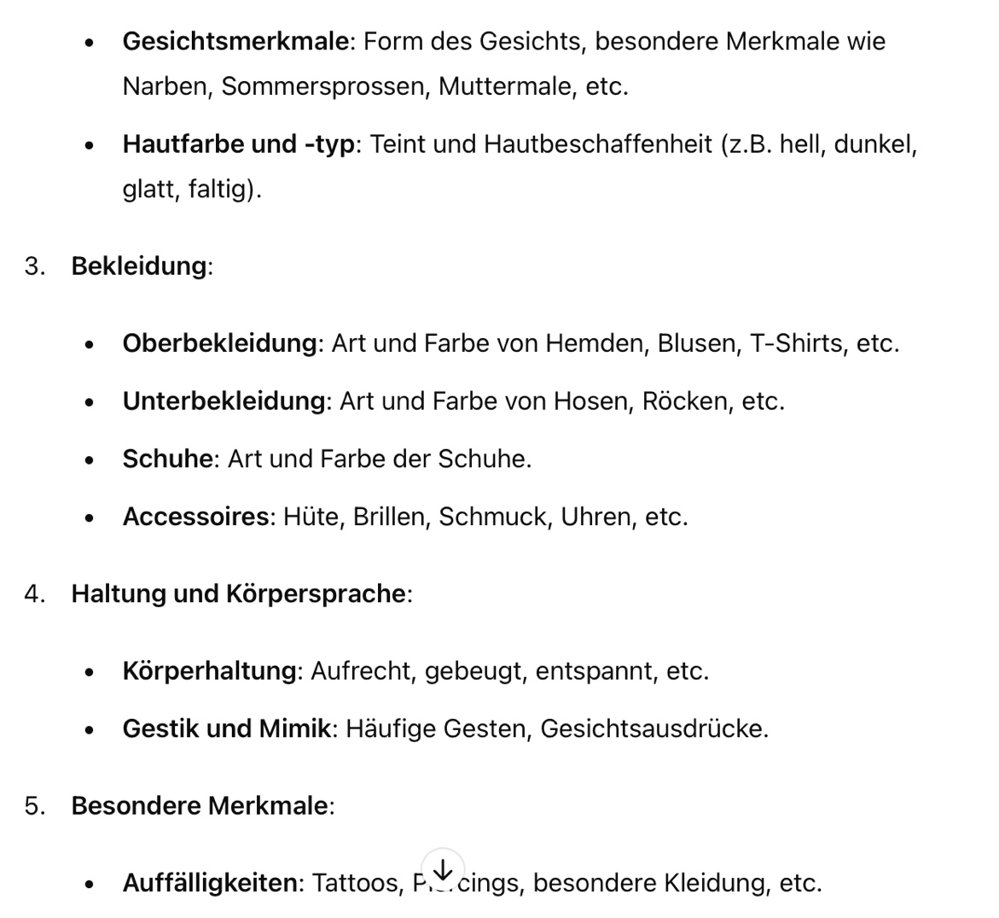 • Gesichtsmerkmale: Form des Gesichts, besondere Merkmale wie
Narben, Sommersprossen, Muttermale, etc.
• Hautfarbe und -typ: Teint und Hautbeschaffenheit (z.B. hell, dunkel,
glatt, faltig).
3. Bekleidung:
• Oberbekleidung: Art und Farbe von Hemden, Blusen, T-Shirts, etc.
• Unterbekleidung: Art und Farbe von Hosen, Röcken, etc.
• Schuhe: Art und Farbe der Schuhe.
• Accessoires: Hüte, Brillen, Schmuck, Uhren, etc.
4. Haltung und Körpersprache:
• Körperhaltung: Aufrecht, gebeugt, entspannt, etc.
• Gestik und Mimik: Häufige Gesten, Gesichtsausdrücke.
5. Besondere Merkmale:
• Auffälligkeiten: Tattoos, besondere Kleidung, etc.